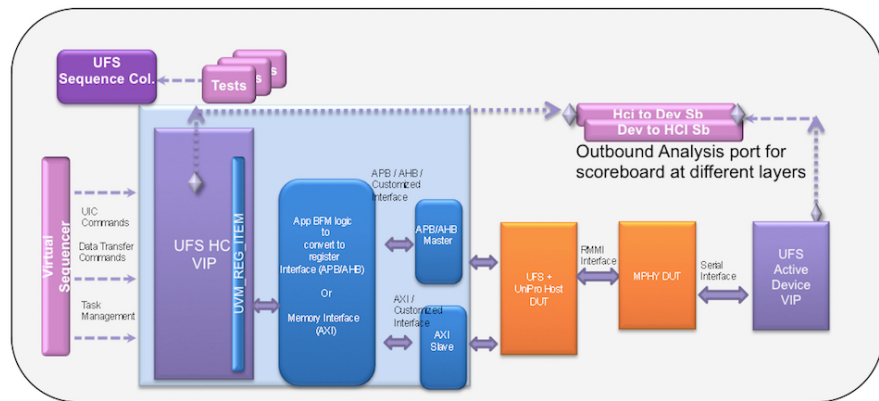 UFS
Sequence Col.
Tests
s
s
Hci to Dev Sb
Dev to HCI Sb
Outbound Analysis port for
scoreboard at different layers
Virtual
Sequencer
UIC
Commands
Data Transfer
Commands
Task
Management
UFS HC
VIP
UVM_REG_ITEM
App BFM logic
to
convert to
register
Interface (APB/AHB)
Or
Memory Interface
(AXI)
APB / AHB /
Customized
Interface
APB/AHB
Master
AXI /
Customized
Interface
AXI
Slave
UFS +
UniPro Host
DUT
RMMI
Interface
MPHY DUT
Serial
Interface
UFS
Active
Device
VIP